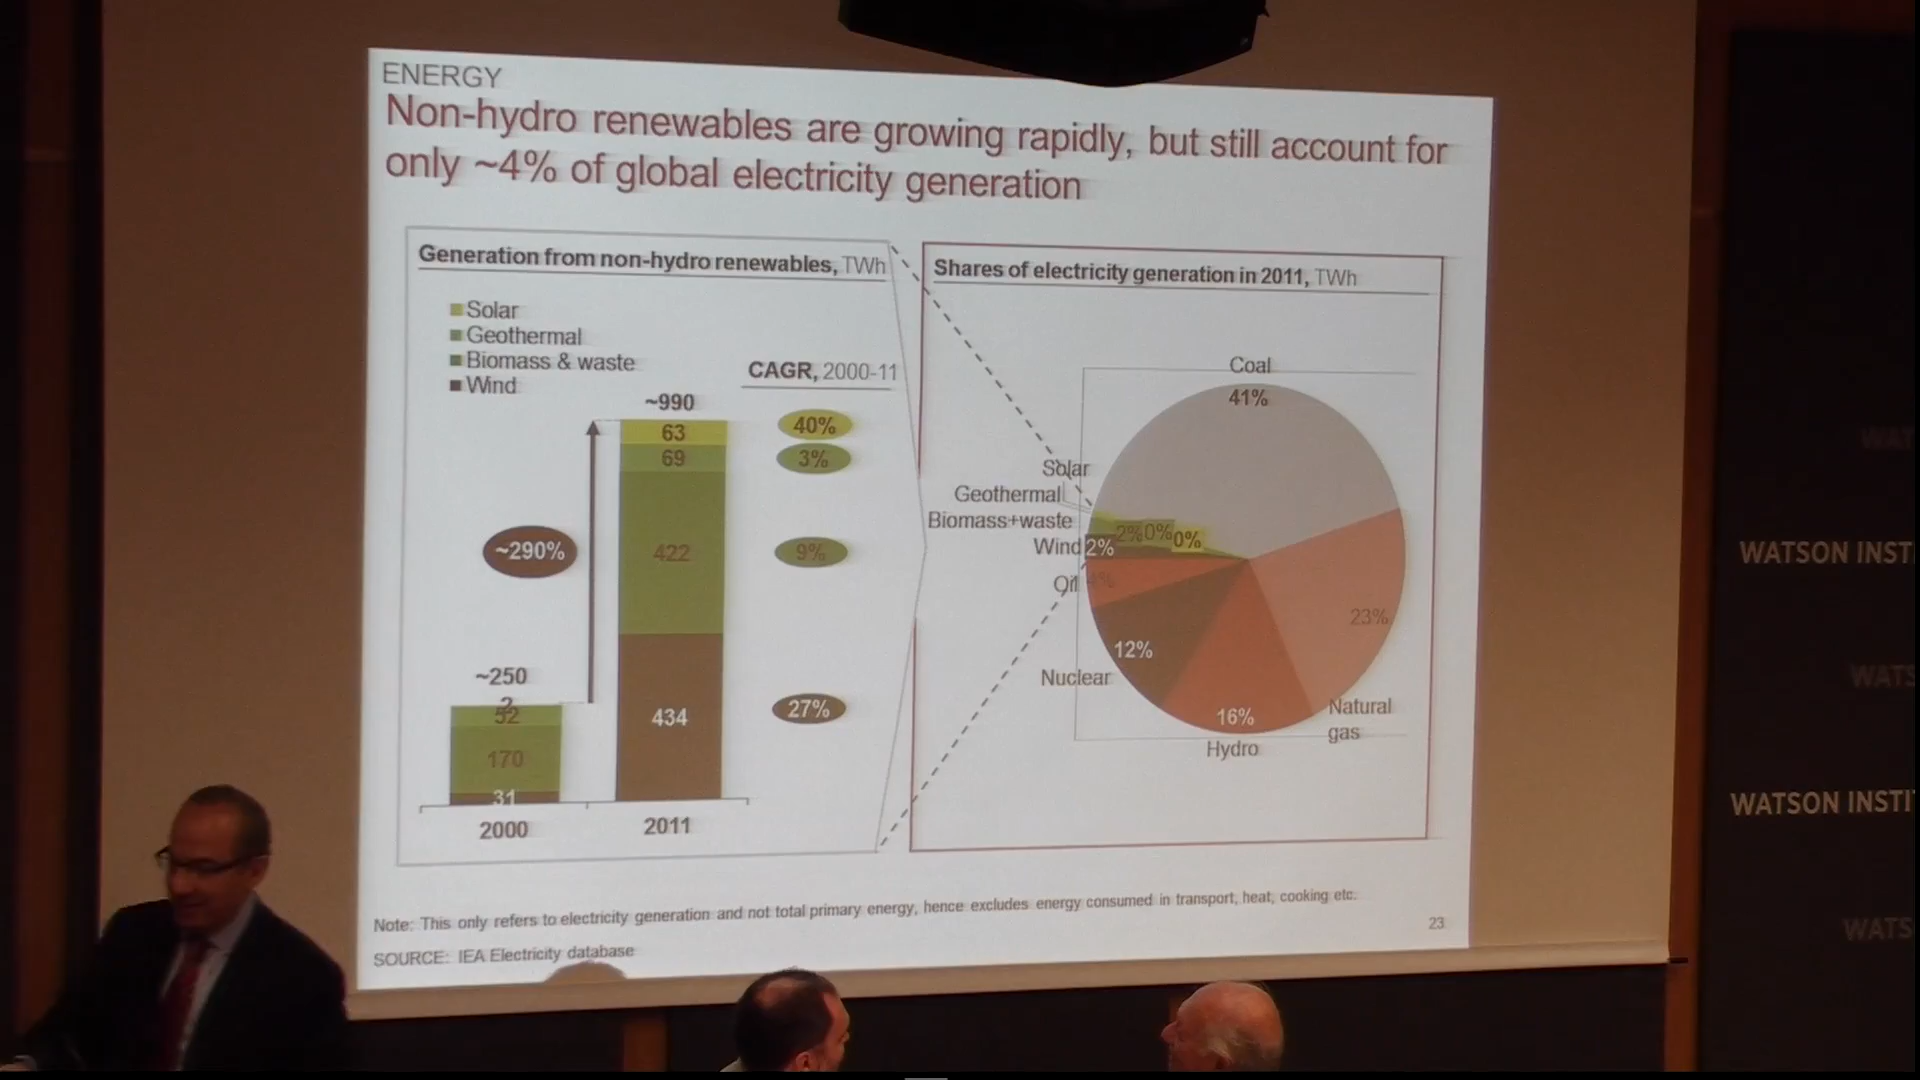 ENERGY
Non-hydro renewables are growing rapidly, but still account for
only ~4% of global electricity generation
Generation from non-hydro renewables, TWh
Solar
Geothermal
Biomass & waste
Wind
CAGR, 2000-11
~990
63
69
422
434
40%
3%
9%
27%
~290%
~250
2
52
170
31
2000
2011
Shares of electricity generation in 2011, TWh
Coal
41%
Solar
Geothermal
Biomass+waste
Wind
2%
2%
0%
0%
Oil
4%
23%
12%
Nuclear
16%
Hydro
Natural
gas
Note: This only refers to electricity generation and not total primary energy, hence excludes energy consumed in transport, heat, cooking etc.
SOURCE: IEA Electricity database
23
WAT
WATSON INST
WATS
WATSON INSTI
WATS